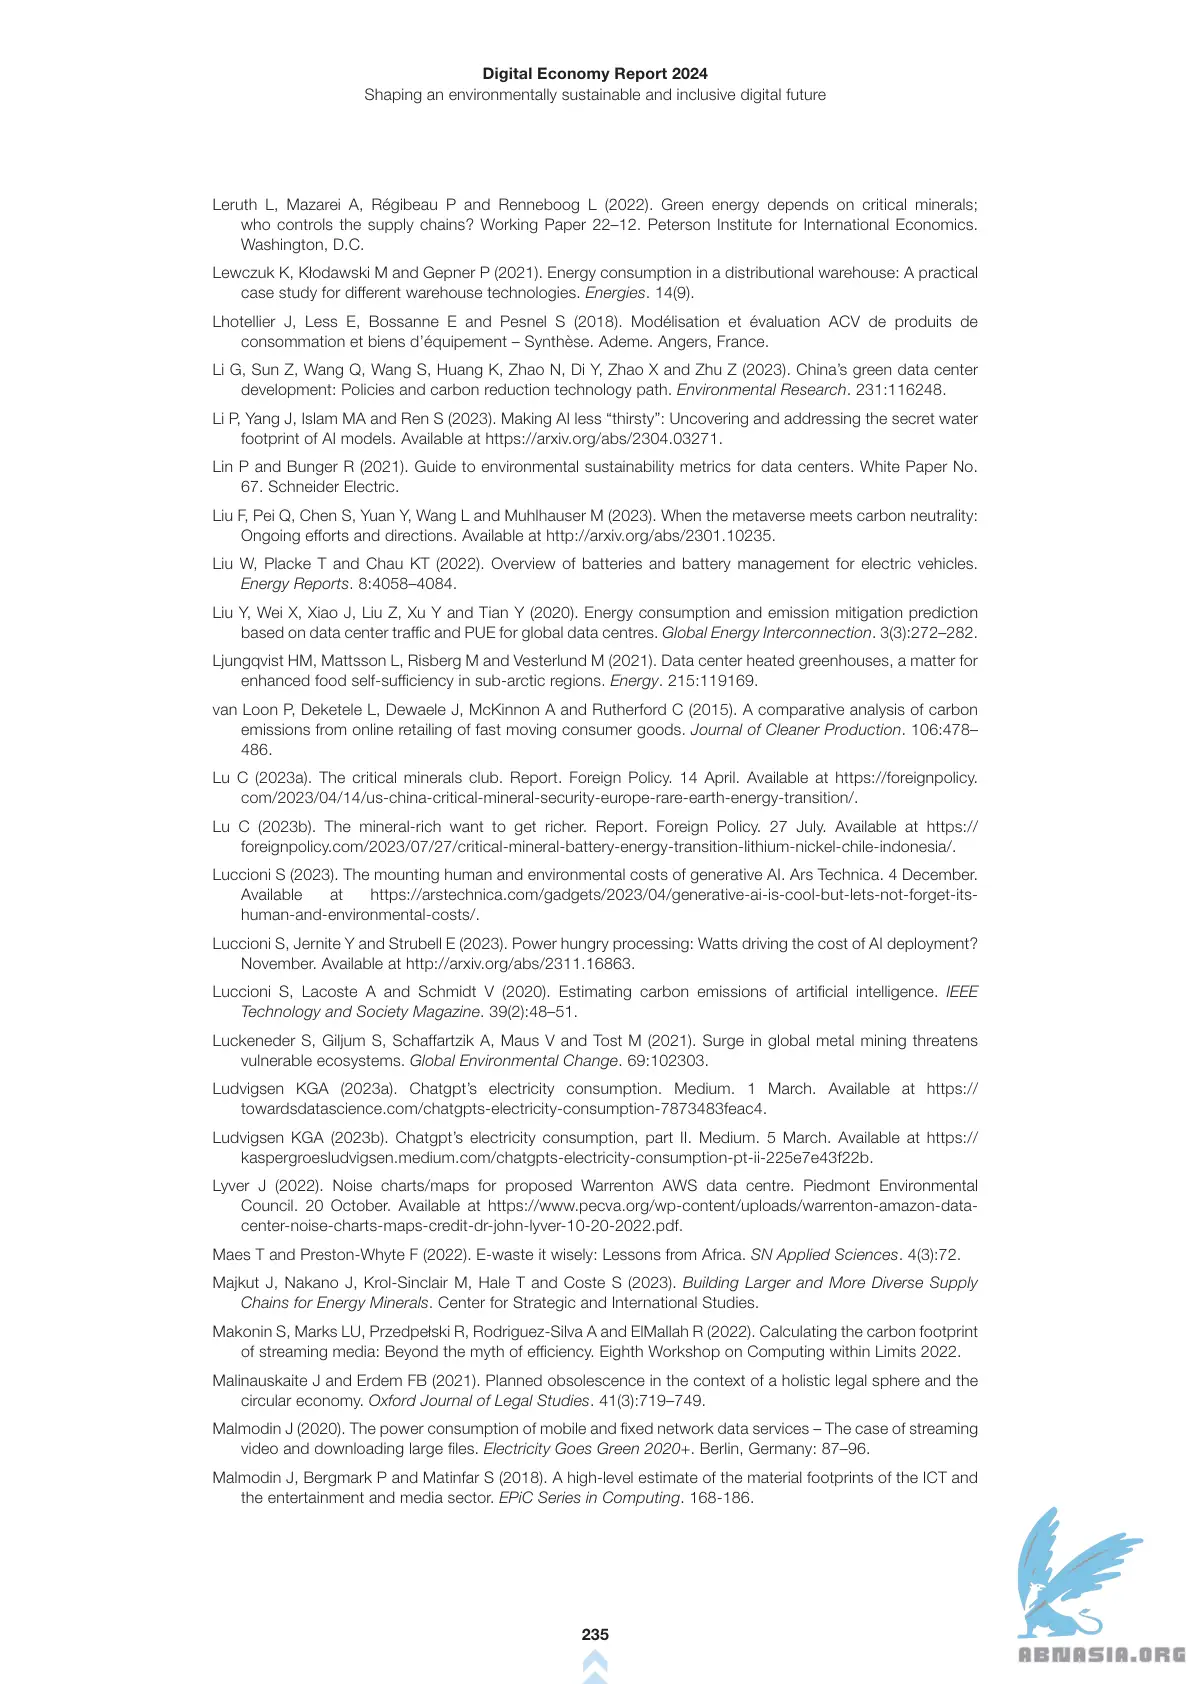 Digital Economy Report 2024
Shaping an environmentally sustainable and inclusive digital future
Leruth L, Mazarei A, Régibeau P and Renneboog L (2022). Green energy depends on critical minerals;
who controls the supply chains? Working Paper 22–12. Peterson Institute for International Economics.
Washington, D.C.
Lewczuk K, Kłodawski M and Gepner P (2021). Energy consumption in a distributional warehouse: A practical
case study for different warehouse technologies. Energies. 14(9).
Lhotellier J, Less E, Bossanne E and Pesnel S (2018). Modélisation et évaluation ACV de produits de
consommation et biens d’équipement – Synthèse. Ademe. Angers, France.
Li G, Sun Z, Wang Q, Wang S, Huang K, Zhao N, Di Y, Zhao X and Zhu Z (2023). China’s green data center
development: Policies and carbon reduction technology path. Environmental Research. 231:116248.
Li P, Yang J, Islam MA and Ren S (2023). Making AI less “thirsty”: Uncovering and addressing the secret water
footprint of AI models. Available at https://arxiv.org/abs/2304.03271.
Lin P and Bunger R (2021). Guide to environmental sustainability metrics for data centers. White Paper No.
67. Schneider Electric.
Liu F, Pei Q, Chen S, Yuan Y, Wang L and Muhlhauser M (2023). When the metaverse meets carbon neutrality:
Ongoing efforts and directions. Available at http://arxiv.org/abs/2301.10235.
Liu W, Placke T and Chau KT (2022). Overview of batteries and battery management for electric vehicles.
Energy Reports. 8:4058–4084.
Liu Y, Wei X, Xiao J, Liu Z, Xu Y and Tian Y (2020). Energy consumption and emission mitigation prediction
based on data center traffic and PUE for global data centres. Global Energy Interconnection. 3(3):272–282.
Ljungqvist HM, Mattsson L, Risberg M and Vesterlund M (2021). Data center heated greenhouses, a matter for
enhanced food self-sufficiency in sub-arctic regions. Energy. 215:119169.
van Loon P, Deketele L, Dewaele J, McKinnon A and Rutherford C (2015). A comparative analysis of carbon
emissions from online retailing of fast moving consumer goods. Journal of Cleaner Production. 106:478–
486.
Lu C (2023a). The critical minerals club. Report. Foreign Policy. 14 April. Available at https://foreignpolicy.
com/2023/04/14/us-china-critical-mineral-security-europe-rare-earth-energy-transition/.
Lu C (2023b). The mineral-rich want to get richer. Report. Foreign Policy. 27 July. Available at https://
foreignpolicy.com/2023/07/27/critical-mineral-battery-energy-transition-lithium-nickel-chile-indonesia/.
Luccioni S (2023). The mounting human and environmental costs of generative AI. Ars Technica. 4 December.
Available at https://arstechnica.com/gadgets/2023/04/generative-ai-is-cool-but-lets-not-forget-its-
human-and-environmental-costs/.
Luccioni S, Jernite Y and Strubell E (2023). Power hungry processing: Watts driving the cost of AI deployment?
November. Available at http://arxiv.org/abs/2311.16863.
Luccioni S, Lacoste A and Schmidt V (2020). Estimating carbon emissions of artificial intelligence. IEEE
Technology and Society Magazine. 39(2):48–51.
Luckeneder S, Giljum S, Schaffartzik A, Maus V and Tost M (2021). Surge in global metal mining threatens
vulnerable ecosystems. Global Environmental Change. 69:102303.
Ludvigsen KGA (2023a). Chatgpt’s electricity consumption. Medium. 1 March. Available at https://
towardsdatascience.com/chatgpts-electricity-consumption-7873483feac4.
Ludvigsen KGA (2023b). Chatgpt’s electricity consumption, part II. Medium. 5 March. Available at https://
kaspergroesludvigsen.medium.com/chatgpts-electricity-consumption-pt-ii-225e7e43f22b.
Lyver J (2022). Noise charts/maps for proposed Warrenton AWS data centre. Piedmont Environmental
Council. 20 October. Available at https://www.pecva.org/wp-content/uploads/warrenton-amazon-data-
center-noise-charts-maps-credit-dr-john-lyver-10-20-2022.pdf.
Maes T and Preston-Whyte F (2022). E-waste it wisely: Lessons from Africa. SN Applied Sciences. 4(3):72.
Majkut J, Nakano J, Krol-Sinclair M, Hale T and Coste S (2023). Building Larger and More Diverse Supply
Chains for Energy Minerals. Center for Strategic and International Studies.
Makonin S, Marks LU, Przedpełski R, Rodriguez-Silva A and ElMallah R (2022). Calculating the carbon footprint
of streaming media: Beyond the myth of efficiency. Eighth Workshop on Computing within Limits 2022.
Malinauskaite J and Erdem FB (2021). Planned obsolescence in the context of a holistic legal sphere and the
circular economy. Oxford Journal of Legal Studies. 41(3):719–749.
Malmodin J (2020). The power consumption of mobile and fixed network data services – The case of streaming
video and downloading large files. Electricity Goes Green 2020+. Berlin, Germany: 87–96.
Malmodin J, Bergmark P and Matinfar S (2018). A high-level estimate of the material footprints of the ICT and
the entertainment and media sector. EPiC Series in Computing. 168-186.
235
ABNASIA.ORG